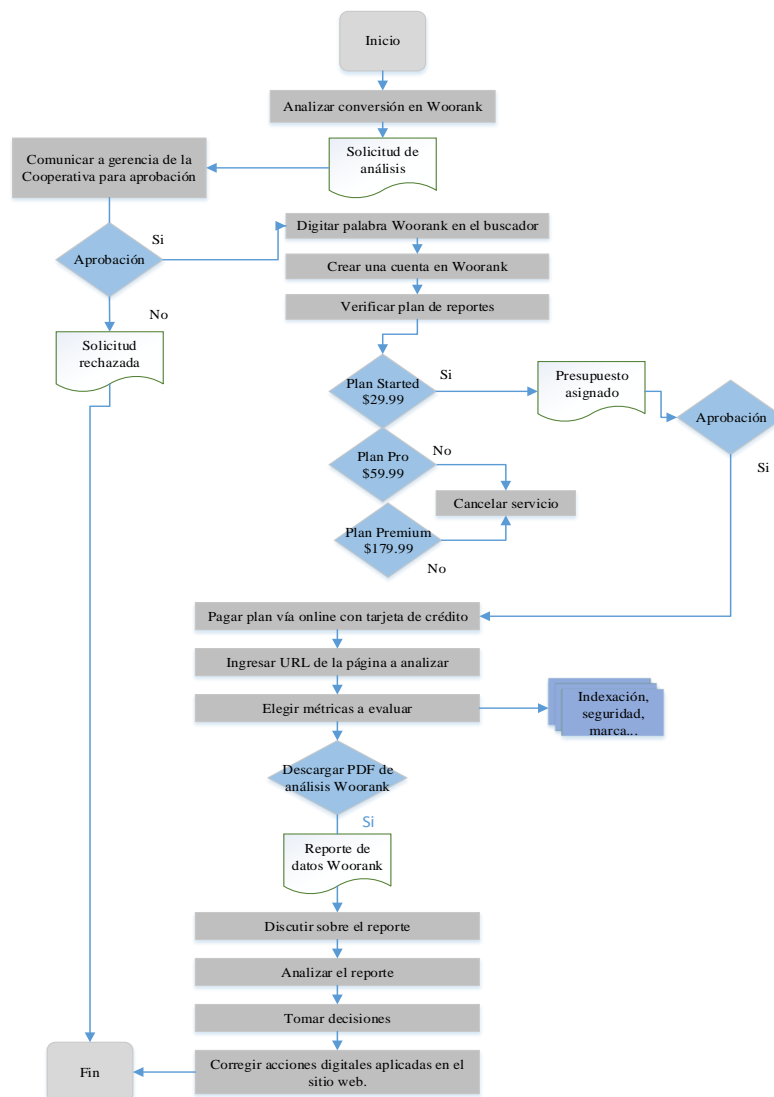 Inicio
Analizar conversión en Woorank
Solicitud de
análisis
Comunicar a gerencia de la
Cooperativa para aprobación
Aprobación
Si
No
Solicitud
rechazada
Digitar palabra Woorank en el buscador
Crear una cuenta en Woorank
Verificar plan de reportes
Plan Started
$29.99
Si
Presupuesto
asignado
Aprobación
Si
Plan Pro
$59.99
No
Cancelar servicio
Plan Premium
$179.99
No
Pagar plan vía online con tarjeta de crédito
Ingresar URL de la página a analizar
Elegir métricas a evaluar
Indexación,
seguridad,
marca...
Descargar PDF de
análisis Woorank
Si
Reporte de
datos Woorank
Discutir sobre el reporte
Analizar el reporte
Tomar decisiones
Corregir acciones digitales aplicadas en el
sitio web.
Fin